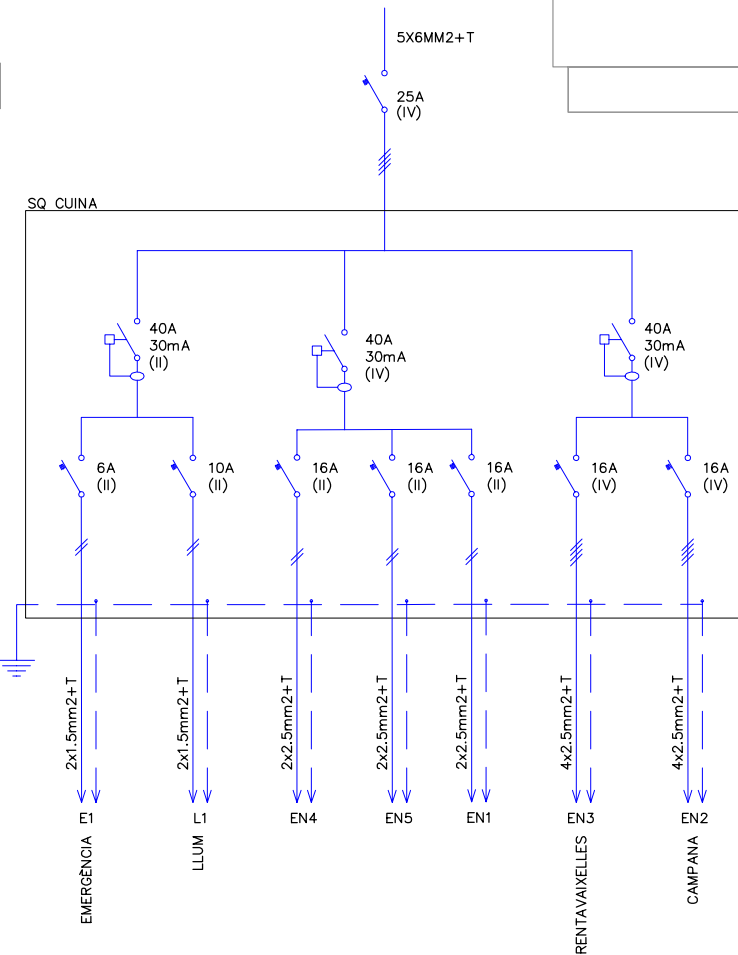 5X6MM2+T
25A
(IV)
SQ CUINA
40A
30mA
(II)
40A
30mA
(IV)
40A
30mA
(IV)
6A
(II)
10A
(II)
16A
(II)
16A
(II)
16A
(II)
16A
(IV)
16A
(IV)
2x1.5mm2+T
2x1.5mm2+T
2x2.5mm2+T
2x2.5mm2+T
2x2.5mm2+T
4x2.5mm2+T
4x2.5mm2+T
E1
L1
EN4
EN5
EN1
EN3
EN2
EMERGÈNCIA
LLUM
RENTAVAIXELLES
CAMPANA